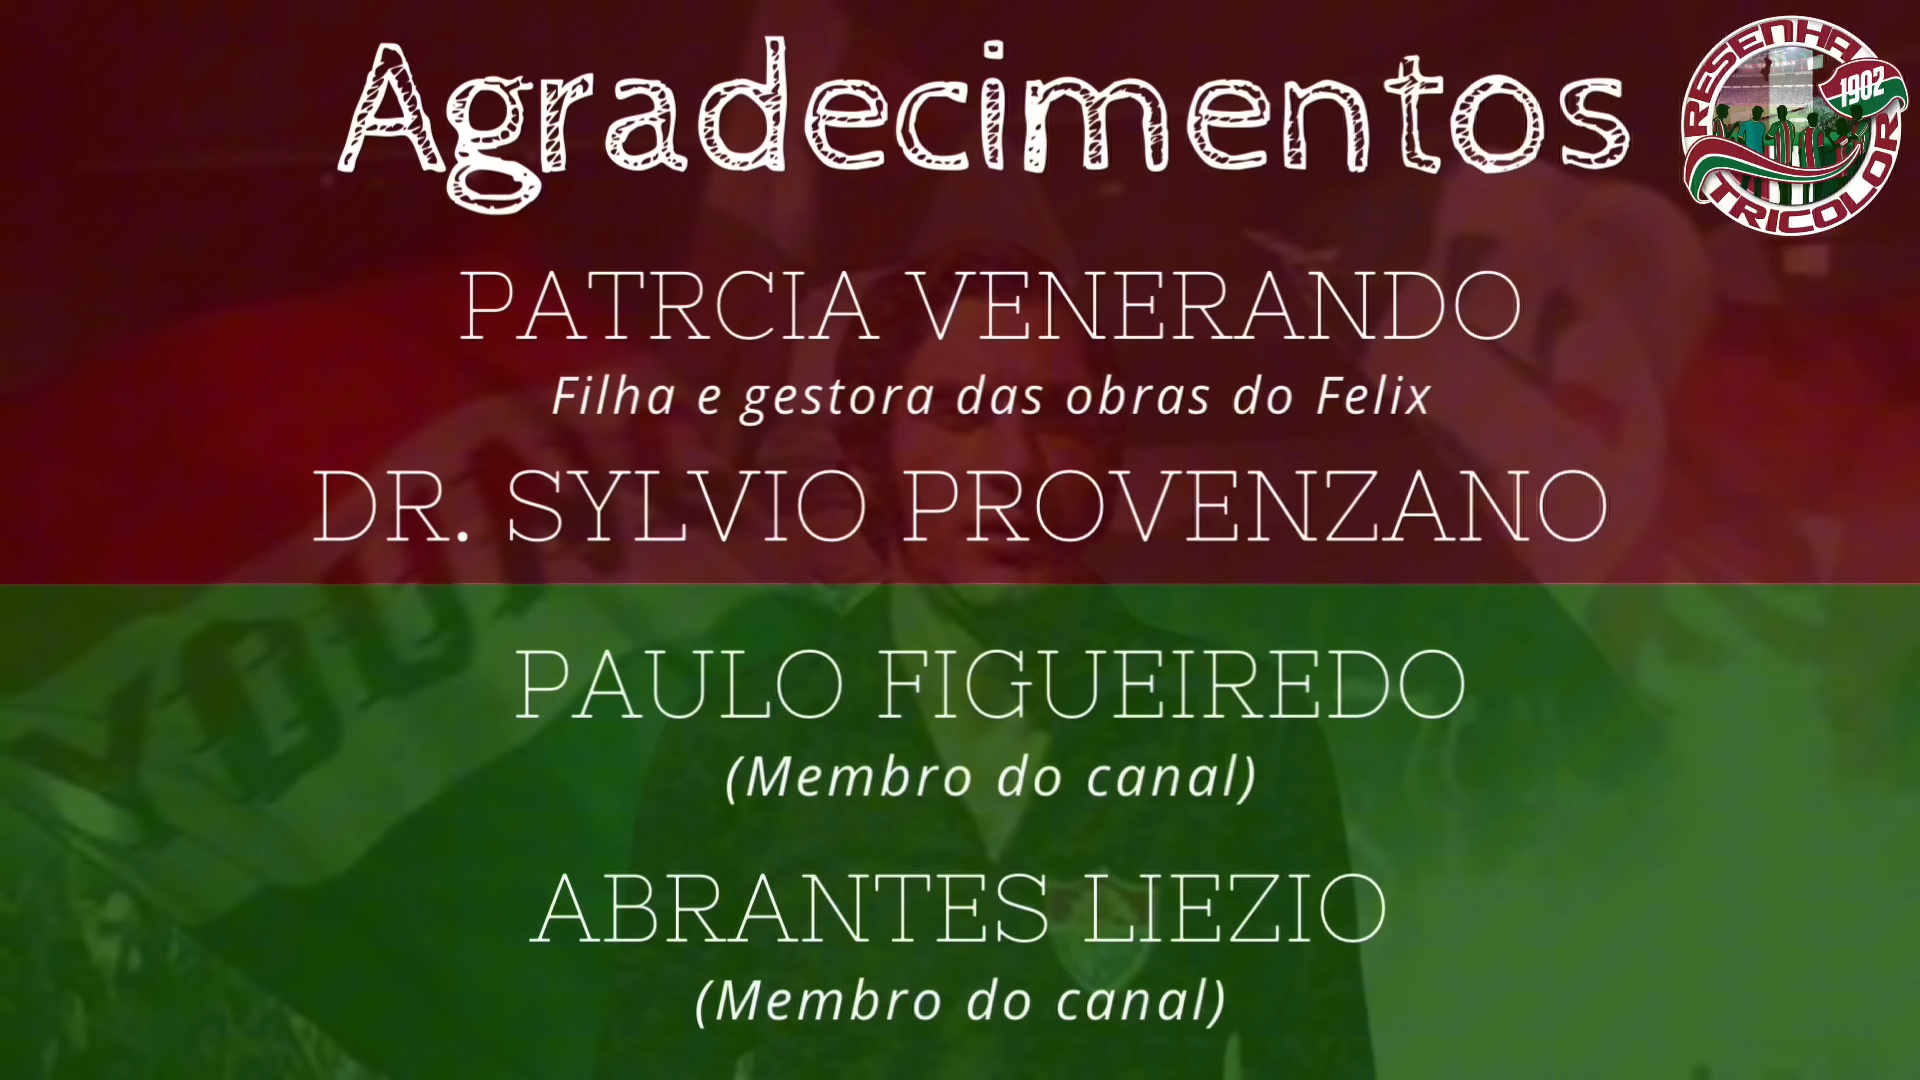 Agradecimentos
RESENHA
1902
TRICOLOR
PATRCIA VENERANDO
Filha e gestora das obras do Felix
DR. SYLVIO PROVENZANO
PAULO FIGUEIREDO
(Membro do canal)
ABRANTES LIEZIO
(Membro do canal)